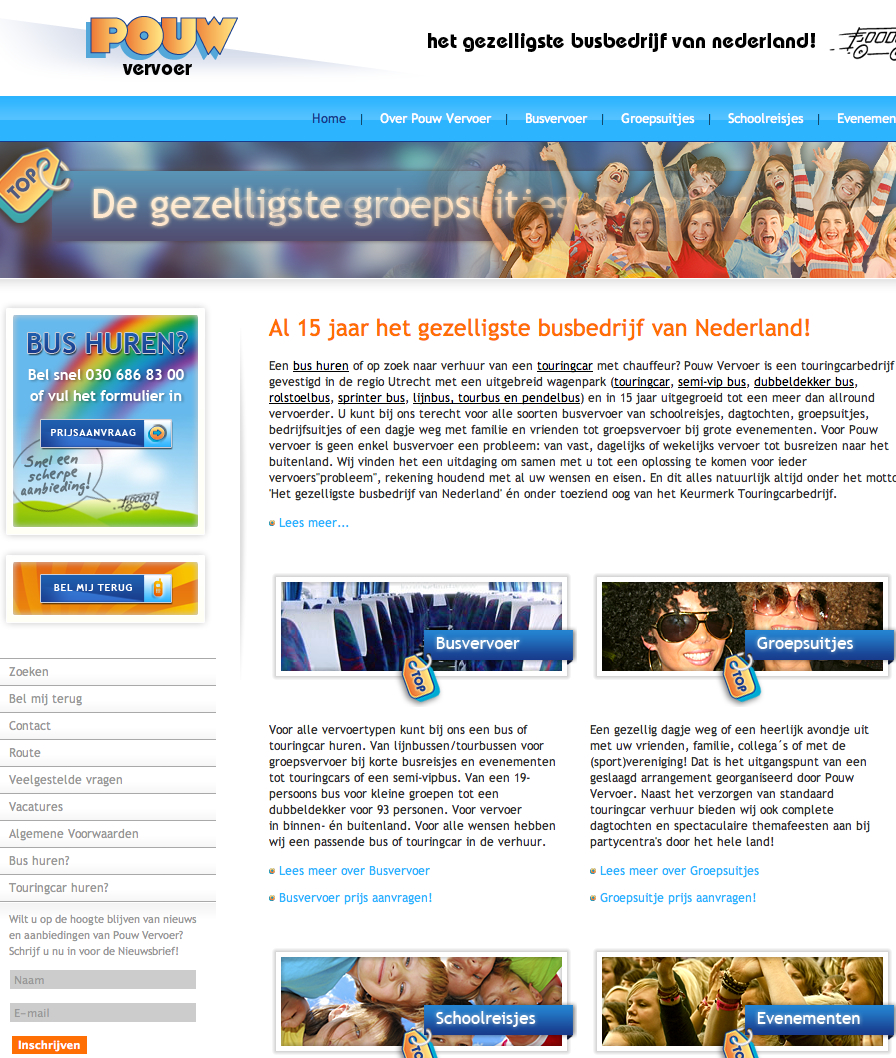 POUW
vervoer
het gezelligste busbedrijf van nederland!
Home | Over Pouw Vervoer | Busvervoer | Groepsuitjes | Schoolreisjes | Evenemen
TOP
De gezelligste groepsuitjes
BUS HUREN?
Bel snel 030 686 83 00
of vul het formulier in
PRIJSAANVRAAG
Snel een
scherpe
aanbieding!
BEL MIJ TERUG
Zoeken
Bel mij terug
Contact
Route
Veelgestelde vragen
Vacatures
Algemene Voorwaarden
Bus huren?
Touringcar huren?
Wilt u op de hoogte blijven van nieuws
en aanbiedingen van Pouw Vervoer?
Schrijf u nu in voor de Nieuwsbrief!
Naam
E-mail
Inschrijven
Al 15 jaar het gezelligste busbedrijf van Nederland!
Een bus huren of op zoek naar verhuur van een touringcar met chauffeur? Pouw Vervoer is een touringcarbedrijf
gevestigd in de regio Utrecht met een uitgebreid wagenpark (touringcar, semi-vip bus, dubbeldekker bus,
rolstoelbus, sprinter bus, lijnbus, tourbus en pendelbus) en in 15 jaar uitgegroeid tot een meer dan allround
vervoerder. U kunt bij ons terecht voor alle soorten busvervoer van schoolreisjes, dagtochten, groepsuitjes,
bedrijfsuitjes of een dagje weg met familie en vrienden tot groepsvervoer bij grote evenementen. Voor Pouw
vervoer is geen enkel busvervoer een probleem: van vast, dagelijks of wekelijks vervoer tot busreizen naar het
buitenland. Wij vinden het een uitdaging om samen met u tot een oplossing te komen voor ieder
vervoers"probleem", rekening houdend met al uw wensen en eisen. En dit alles natuurlijk altijd onder het motto
'Het gezelligste busbedrijf van Nederland' én onder toeziend oog van het Keurmerk Touringcarbedrijf.
Lees meer...
Busvervoer
TOP
Voor alle vervoertypen kunt bij ons een bus of
touringcar huren. Van lijnbussen/tourbussen voor
groepsvervoer bij korte busreisjes en evenementen
tot touringcars of een semi-vipbus. Van een 19-
persoons bus voor kleine groepen tot een
dubbeldekker voor 93 personen. Voor vervoer
in binnen- én buitenland. Voor alle wensen hebben
wij een passende bus of touringcar in de verhuur.
Lees meer over Busvervoer
Busvervoer prijs aanvragen!
Groepsuitjes
TOP
Een gezellig dagje weg of een heerlijk avondje uit
met uw vrienden, familie, collega´s of met de
(sport)vereniging! Dat is het uitgangspunt van een
geslaagd arrangement georganiseerd door Pouw
Vervoer. Naast het verzorgen van standaard
touringcar verhuur bieden wij ook complete
dagtochten en spectaculaire themafeesten aan bij
partycentra's door het hele land!
Lees meer over Groepsuitjes
Groepsuitje prijs aanvragen!
Schoolreisjes
TOP
Evenementen
TOP